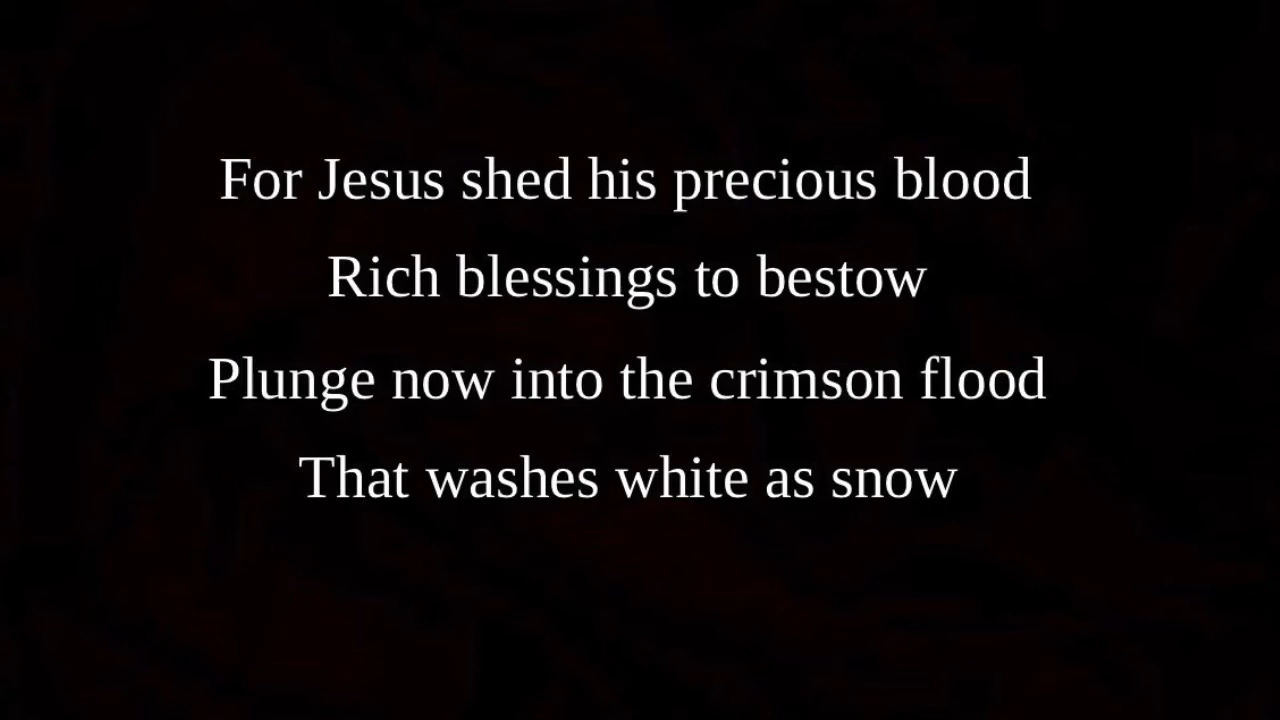 For Jesus shed his precious blood
Rich blessings to bestow
Plunge now into the crimson flood
That washes white as snow